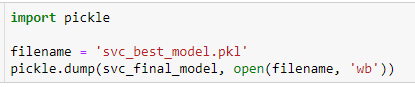 import pickle
filename = 'svc_best_model.pkl'
pickle.dump(svc_final_model, open(filename, 'wb'))